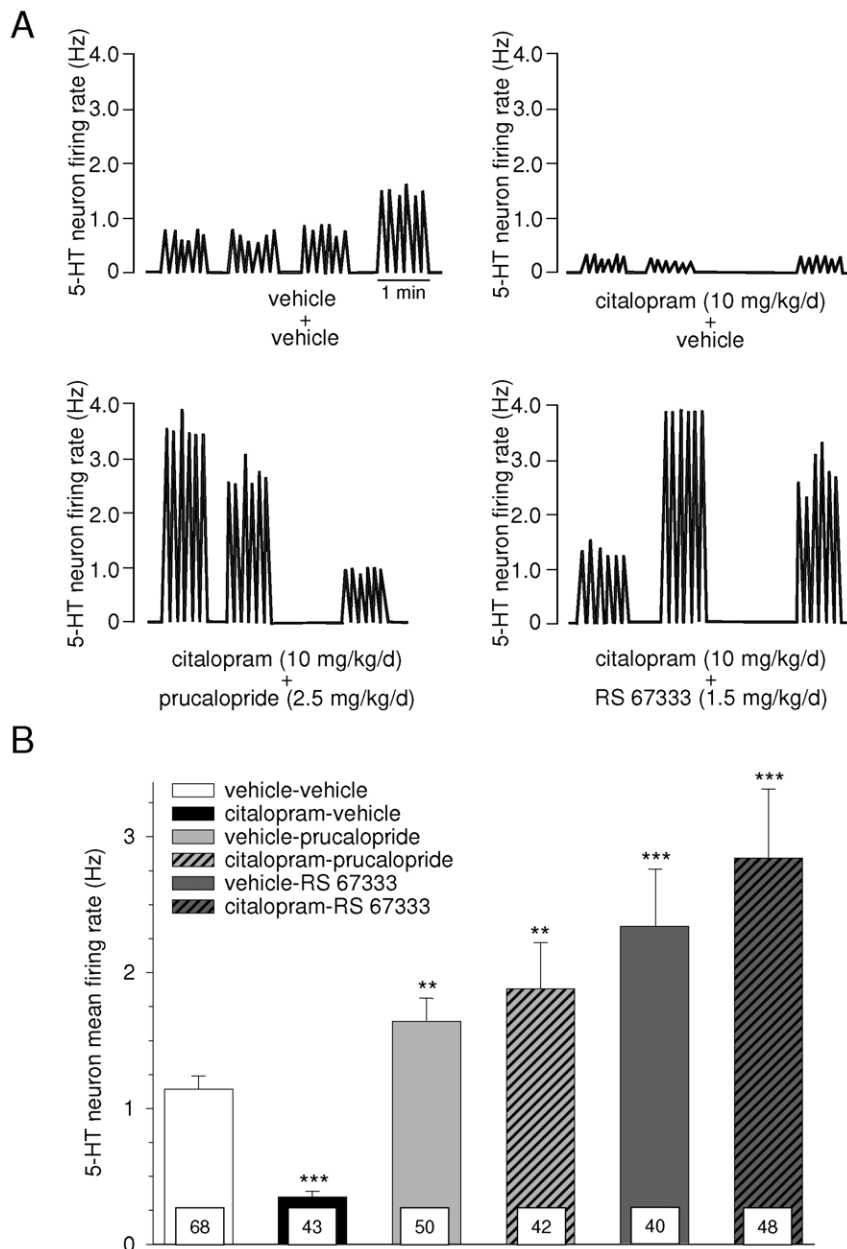 A
5-HT neuron firing rate (Hz)
4.0
3.0
2.0
1.0
0
1 min
vehicle
+
vehicle
5-HT neuron firing rate (Hz)
4.0
3.0
2.0
1.0
0
citalopram (10 mg/kg/d)
+
vehicle
5-HT neuron firing rate (Hz)
4.0
3.0
2.0
1.0
0
citalopram (10 mg/kg/d)
+
prucalopride (2.5 mg/kg/d)
5-HT neuron firing rate (Hz)
4.0
3.0
2.0
1.0
0
citalopram (10 mg/kg/d)
+
RS 67333 (1.5 mg/kg/d)
B
5-HT neuron mean firing rate (Hz)
3
2
1
0
vehicle-vehicle
citalopram-vehicle
vehicle-prucalopride
citalopram-prucalopride
vehicle-RS 67333
citalopram-RS 67333
***
**
**
***
***
68 43 50 42 40 48